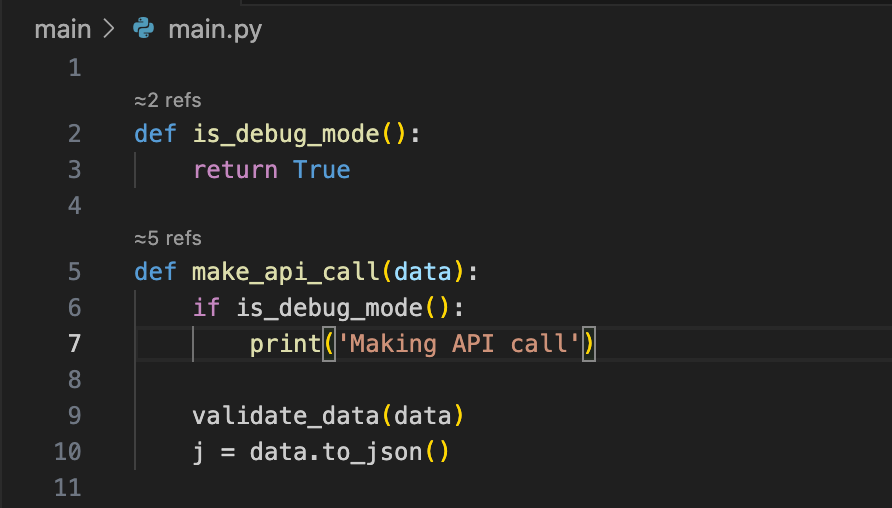 main > main.py
1
≈2 refs
2 def is_debug_mode():
3     return True
4
≈5 refs
5 def make_api_call(data):
6     if is_debug_mode():
7         print('Making API call')
8
9     validate_data(data)
10     j = data.to_json()
11